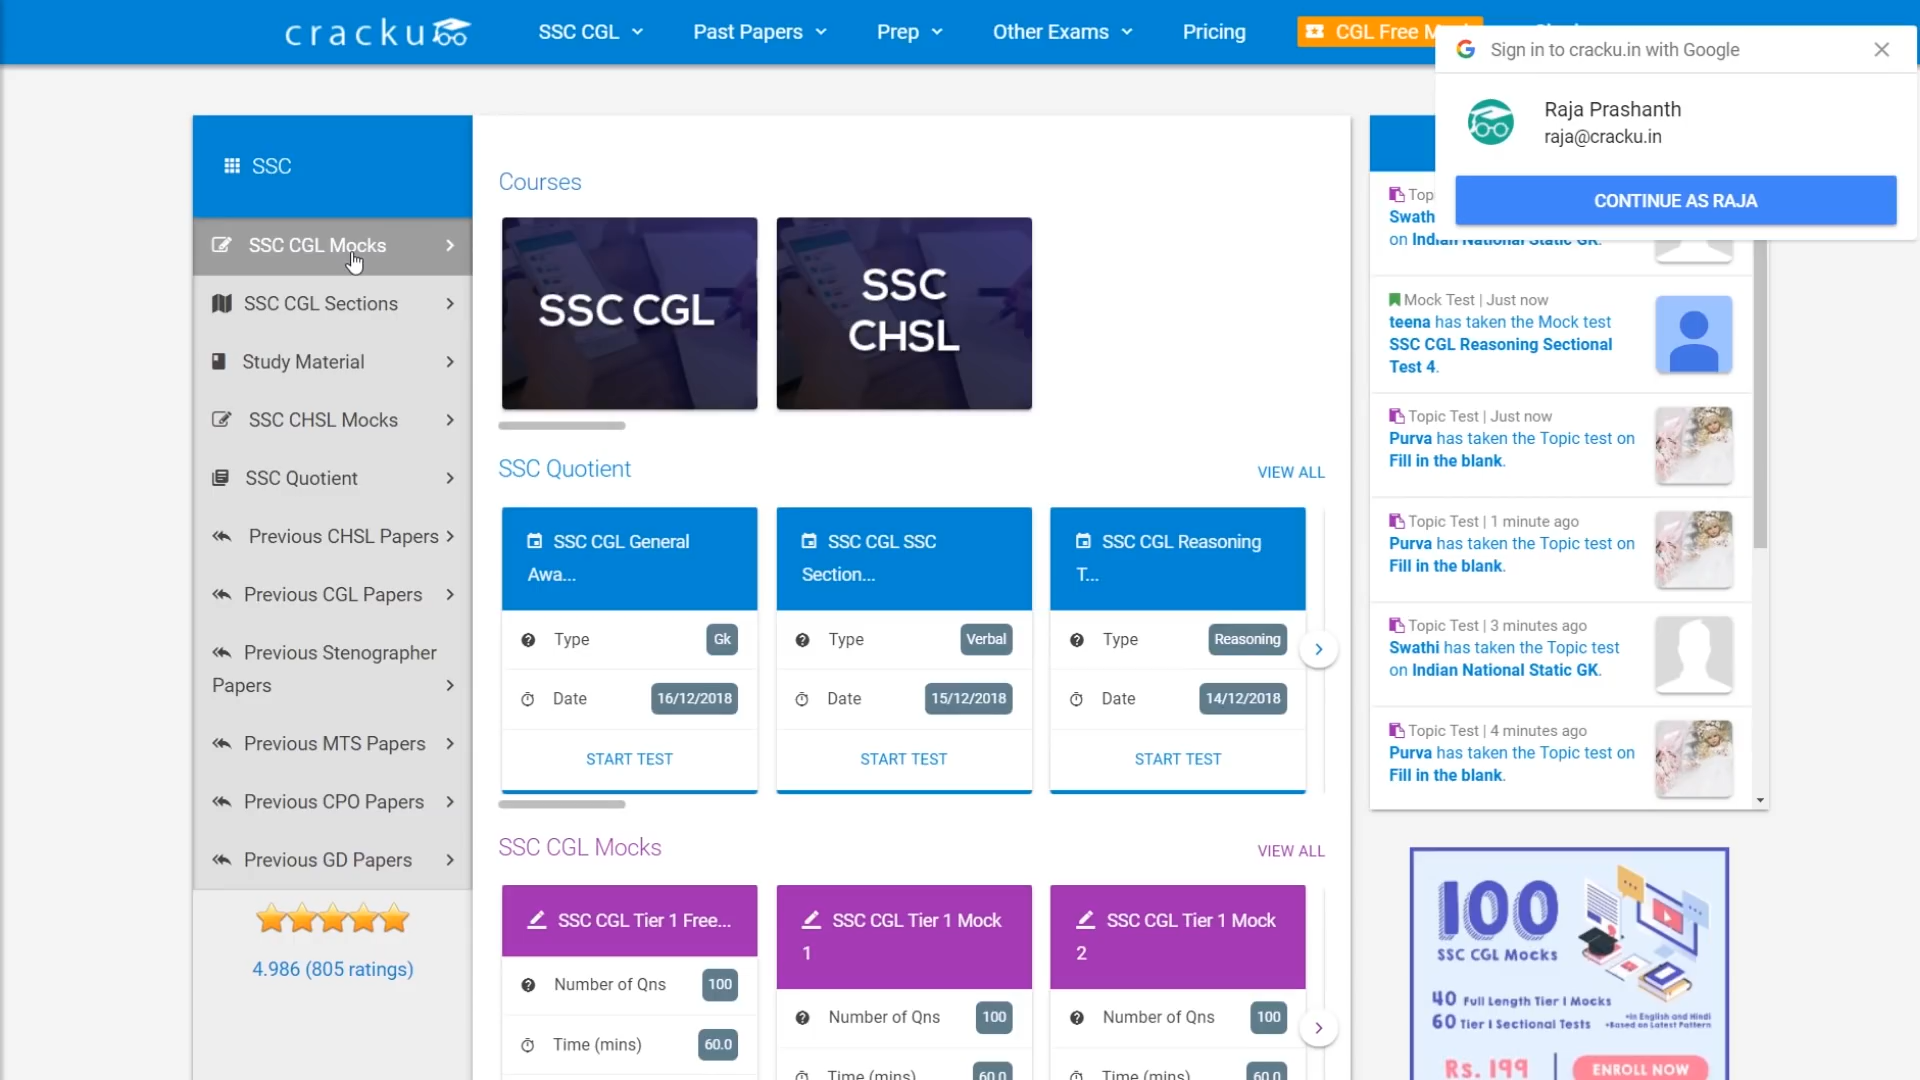 cracku
SSC CGL
Past Papers
Prep
Other Exams
Pricing
CGL Free M
Sign in to cracku.in with Google
Raja Prashanth
raja@cracku.in
CONTINUE AS RAJA
SSC
SSC CGL Mocks
SSC CGL Sections
Study Material
SSC CHSL Mocks
SSC Quotient
Previous CHSL Papers
Previous CGL Papers
Previous Stenographer
Papers
Previous MTS Papers
Previous CPO Papers
Previous GD Papers
4.986 (805 ratings)
Courses
SSC CGL
SSC
CHSL
SSC Quotient
VIEW ALL
SSC CGL General
Awa...
Type Gk
Date 16/12/2018
START TEST
SSC CGL SSC
Section...
Type Verbal
Date 15/12/2018
START TEST
SSC CGL Reasoning
T...
Type Reasoning
Date 14/12/2018
START TEST
SSC CGL Mocks
VIEW ALL
SSC CGL Tier 1 Free...
Number of Qns 100
Time (mins) 60.0
SSC CGL Tier 1 Mock
1
Number of Qns 100
Time (mins) 60.0
SSC CGL Tier 1 Mock
2
Number of Qns 100
Time (mins) 60.0
Top
Swath
on Indian National Static GK.
Mock Test | Just now
teena has taken the Mock test
SSC CGL Reasoning Sectional
Test 4.
Topic Test | Just now
Purva has taken the Topic test on
Fill in the blank.
Topic Test | 1 minute ago
Purva has taken the Topic test on
Fill in the blank.
Topic Test | 3 minutes ago
Swathi has taken the Topic test
on Indian National Static GK.
Topic Test | 4 minutes ago
Purva has taken the Topic test on
Fill in the blank.
100
SSC CGL Mocks
40 Full Length Tier I Mocks
60 Tier I Sectional Tests
•In English and Hindi
•Based on Latest Pattern
Rs. 199
ENROLL NOW